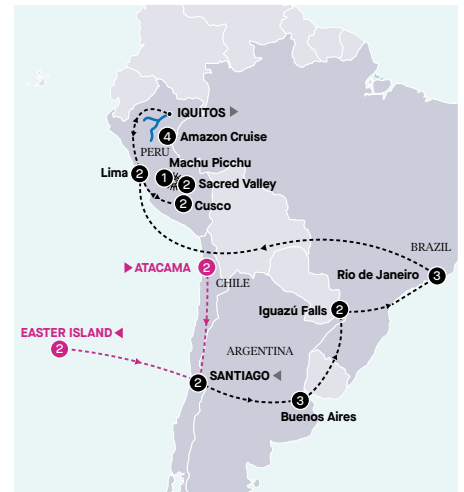 IQUITOS ▶
4 Amazon Cruise
PERU
Machu Picchu
1
Lima 2
2 Sacred Valley
2 Cusco
BRAZIL
▶ ATACAMA 2
CHILE
Rio de Janeiro 3
Iguazú Falls 2
EASTER ISLAND ◀
2
ARGENTINA
2 SANTIAGO ◀
3
Buenos Aires